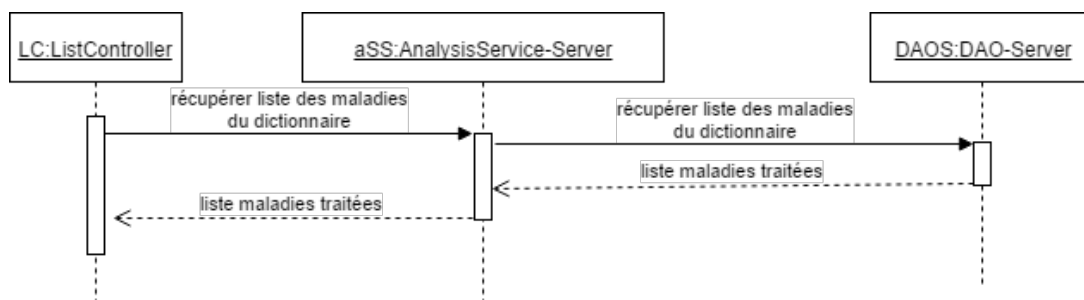 LC:ListController
aSS:AnalysisService-Server
DAOS:DAO-Server
récupérer liste des maladies
du dictionnaire
récupérer liste des maladies
du dictionnaire
liste maladies traitées
liste maladies traitées